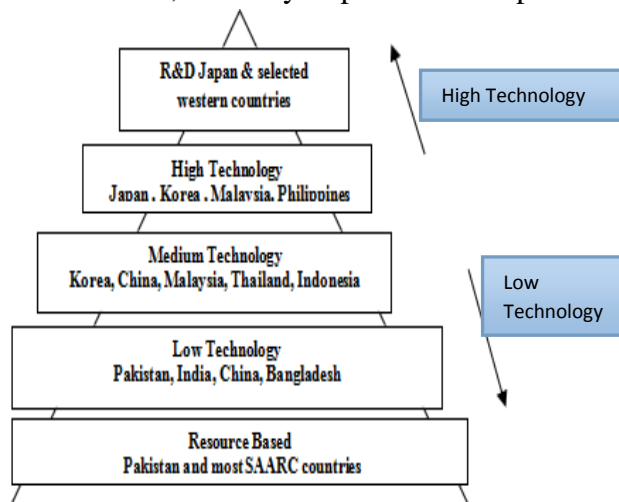 R&D Japan & selected
western countries
High Technology
High Technology
Japan, Korea, Malaysia, Philippines
Medium Technology
Korea, China, Malaysia, Thailand, Indonesia
Low
Technology
Low Technology
Pakistan, India, China, Bangladesh
Resource Based
Pakistan and most SAARC countries